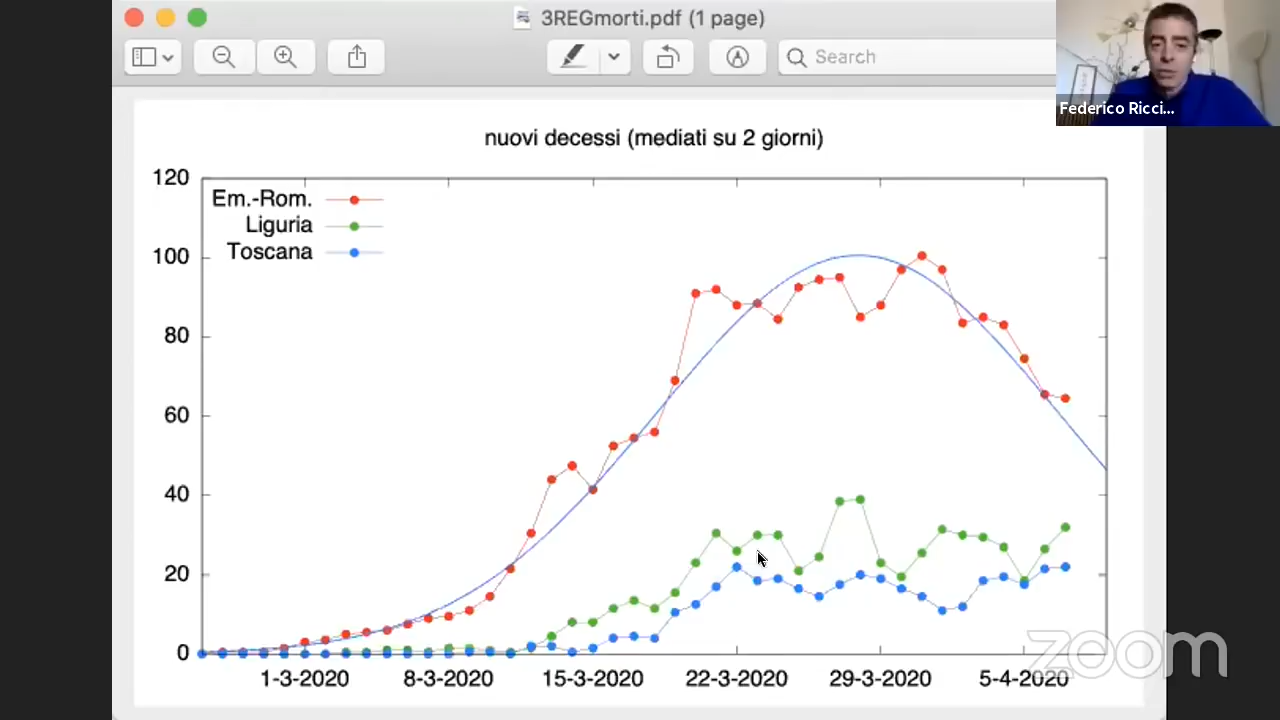 3REGmorti.pdf (1 page)
Search
Federico Ricci...
nuovi decessi (mediati su 2 giorni)
Em.-Rom.
Liguria
Toscana
120
100
80
60
40
20
0
1-3-2020 8-3-2020 15-3-2020 22-3-2020 29-3-2020 5-4-2020
zoom